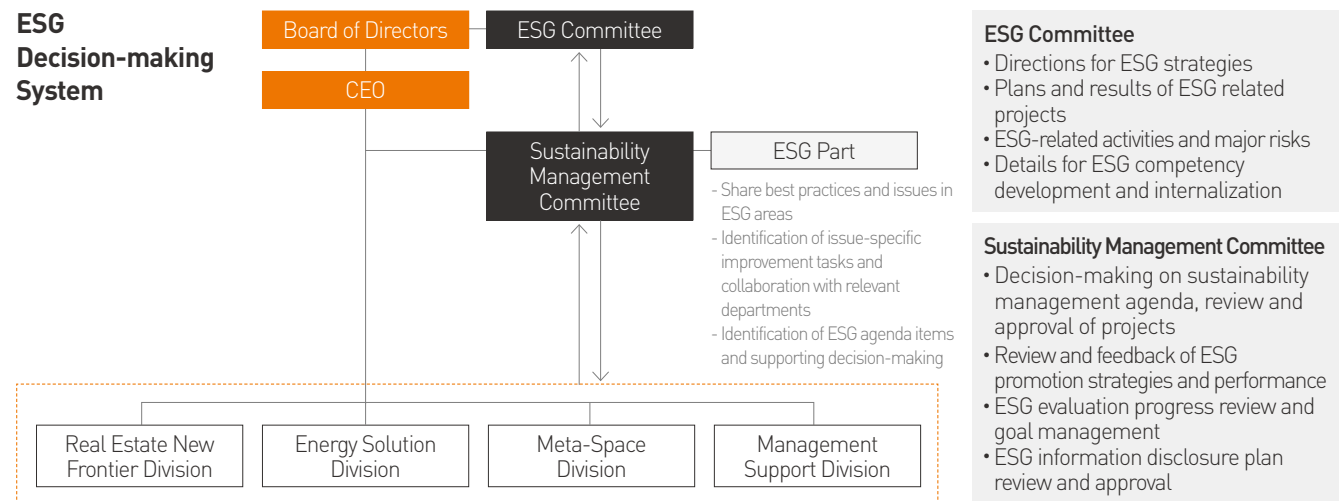 ESG
Decision-making
System
Board of Directors
ESG Committee
CEO
Sustainability
Management
Committee
ESG Part
- Share best practices and issues in
ESG areas
- Identification of issue-specific
improvement tasks and
collaboration with relevant
departments
- Identification of ESG agenda items
and supporting decision-making
Real Estate New
Frontier Division
Energy Solution
Division
Meta-Space
Division
Management
Support Division
ESG Committee
• Directions for ESG strategies
• Plans and results of ESG related
projects
• ESG-related activities and major risks
• Details for ESG competency
development and internalization
Sustainability Management Committee
• Decision-making on sustainability
management agenda, review and
approval of projects
• Review and feedback of ESG
promotion strategies and performance
• ESG evaluation progress review and
goal management
• ESG information disclosure plan
review and approval